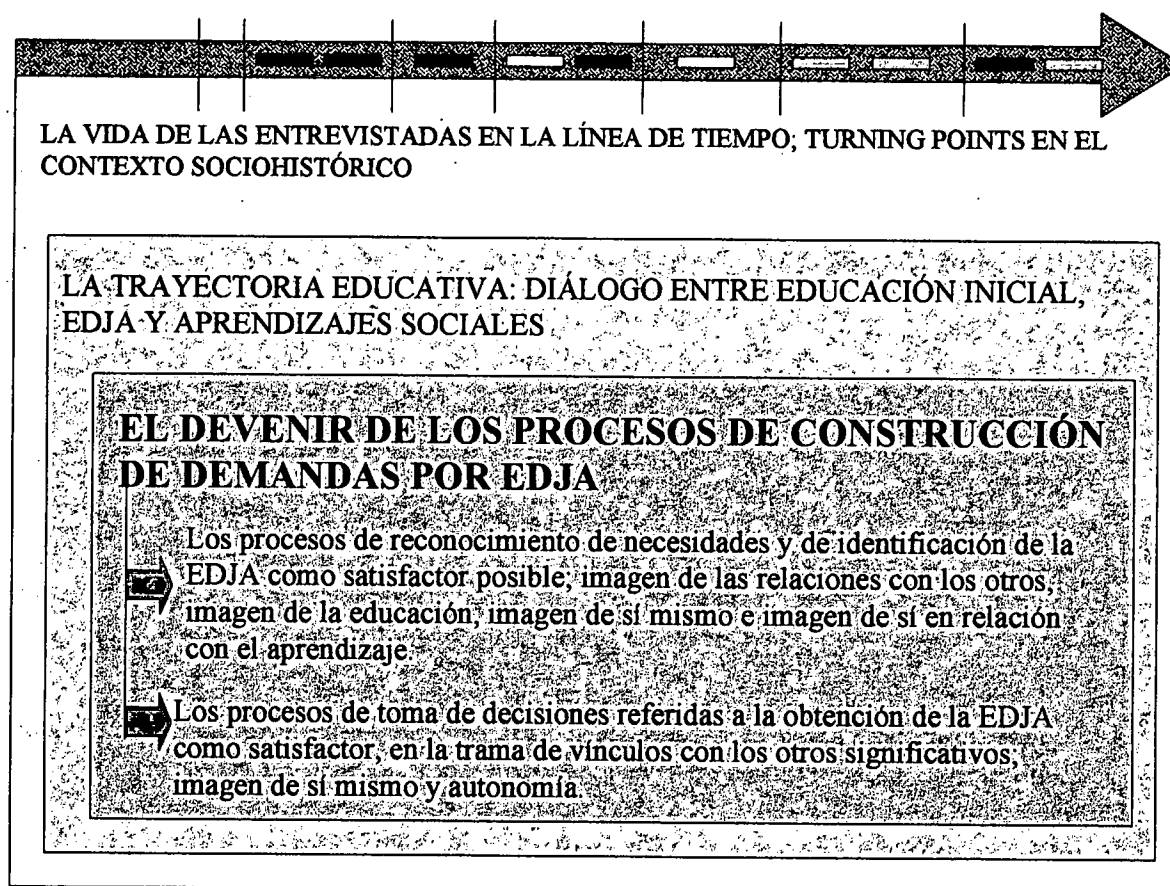 LA VIDA DE LAS ENTREVISTADAS EN LA LÍNEA DE TIEMPO; TURNING POINTS EN EL
CONTEXTO SOCIOHISTÓRICO
LA TRAYECTORIA EDUCATIVA: DIÁLOGO ENTRE EDUCACIÓN INICIAL,
EDJA Y APRENDIZAJES SOCIALES
EL DEVENIR DE LOS PROCESOS DE CONSTRUCCIÓN
DE DEMANDAS POR EDJA
Los procesos de reconocimiento de necesidades y de identificación de la
EDJA como satisfactor posible; imagen de las relaciones con los otros,
imagen de la educación, imagen de sí mismo e imagen de sí en relación
con el aprendizaje.
Los procesos de toma de decisiones referidas a la obtención de la EDJA
como satisfactor, en la trama de vínculos con los otros significativos;
imagen de sí mismo y autonomía.